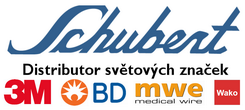 Schubert
Distributor světových značek
3M BD mwe Wako
medical wire